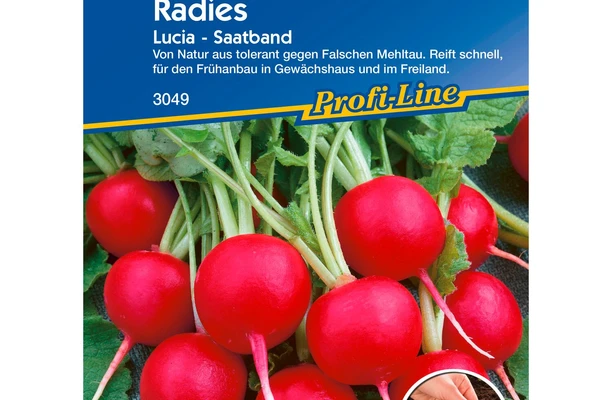 Radies
Lucia - Saatband
Von Natur aus tolerant gegen Falschen Mehltau. Reift schnell,
für den Frühanbau in Gewächshaus und im Freiland.
3049
Profi-Line